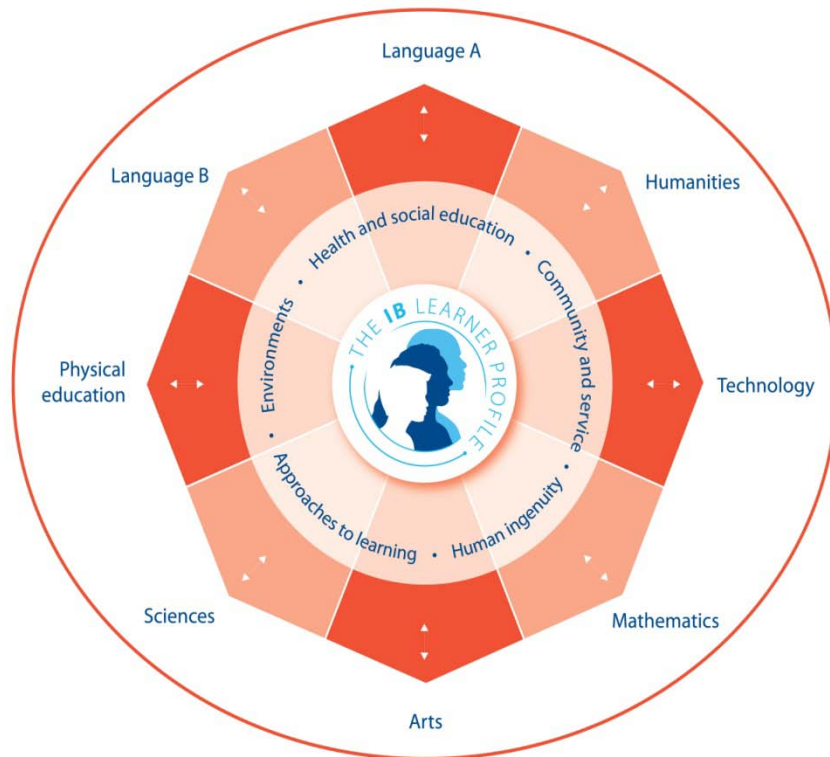 Language A
Humanities
Technology
Mathematics
Arts
Sciences
Physical
education
Language B
Health and social education •
Community and service •
Human ingenuity •
Approaches to learning •
Environments •
THE IB LEARNER PROFILE